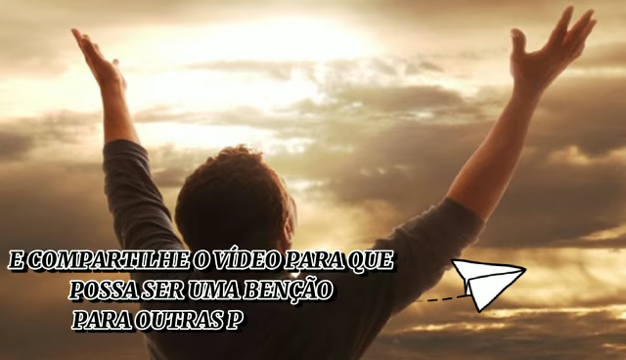 E COMPARTILHE O VÍDEO PARA QUE
POSSA SER UMA BENÇÃO
PARA OUTRAS P